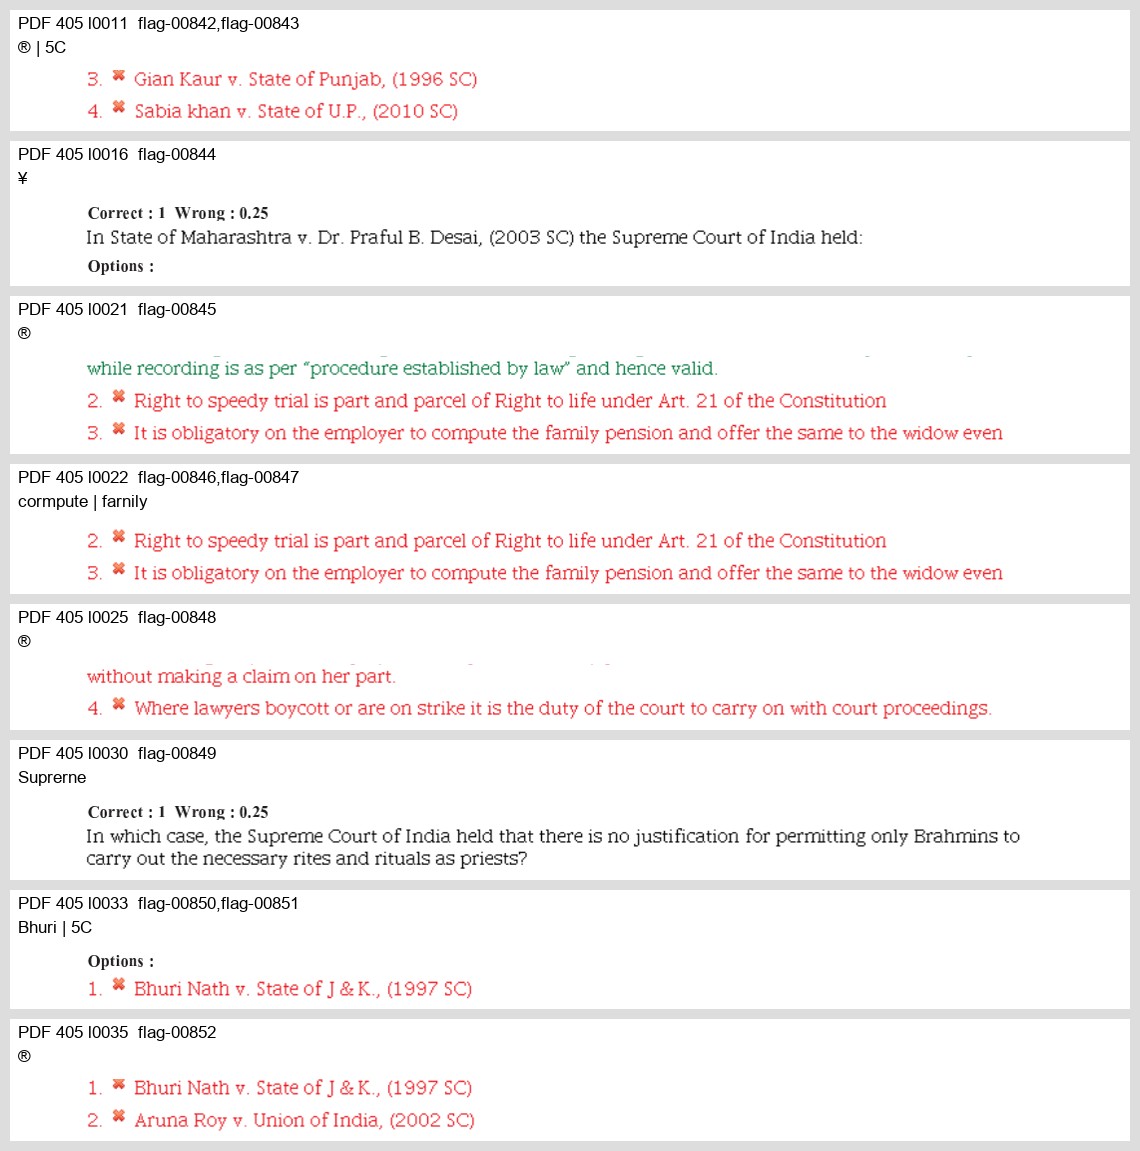 PDF 405 l0011 flag-00842,flag-00843
® | 5C
3. Gian Kaur v. State of Punjab, (1996 SC)
4. Sabia khan v. State of U.P., (2010 SC)
PDF 405 l0016 flag-00844
¥
Correct : 1 Wrong : 0.25
In State of Maharashtra v. Dr. Praful B. Desai, (2003 SC) the Supreme Court of India held:
Options :
PDF 405 l0021 flag-00845
®
while recording is as per “procedure established by law” and hence valid.
2. Right to speedy trial is part and parcel of Right to life under Art. 21 of the Constitution
3. It is obligatory on the employer to compute the family pension and offer the same to the widow even
PDF 405 l0022 flag-00846,flag-00847
cormpute | farnily
2. Right to speedy trial is part and parcel of Right to life under Art. 21 of the Constitution
3. It is obligatory on the employer to compute the family pension and offer the same to the widow even
PDF 405 l0025 flag-00848
®
without making a claim on her part.
4. Where lawyers boycott or are on strike it is the duty of the court to carry on with court proceedings.
PDF 405 l0030 flag-00849
Suprerne
Correct : 1 Wrong : 0.25
In which case, the Supreme Court of India held that there is no justification for permitting only Brahmins to
carry out the necessary rites and rituals as priests?
PDF 405 l0033 flag-00850,flag-00851
Bhuri | 5C
Options :
1. Bhuri Nath v. State of J & K., (1997 SC)
PDF 405 l0035 flag-00852
®
1. Bhuri Nath v. State of J & K., (1997 SC)
2. Aruna Roy v. Union of India, (2002 SC)